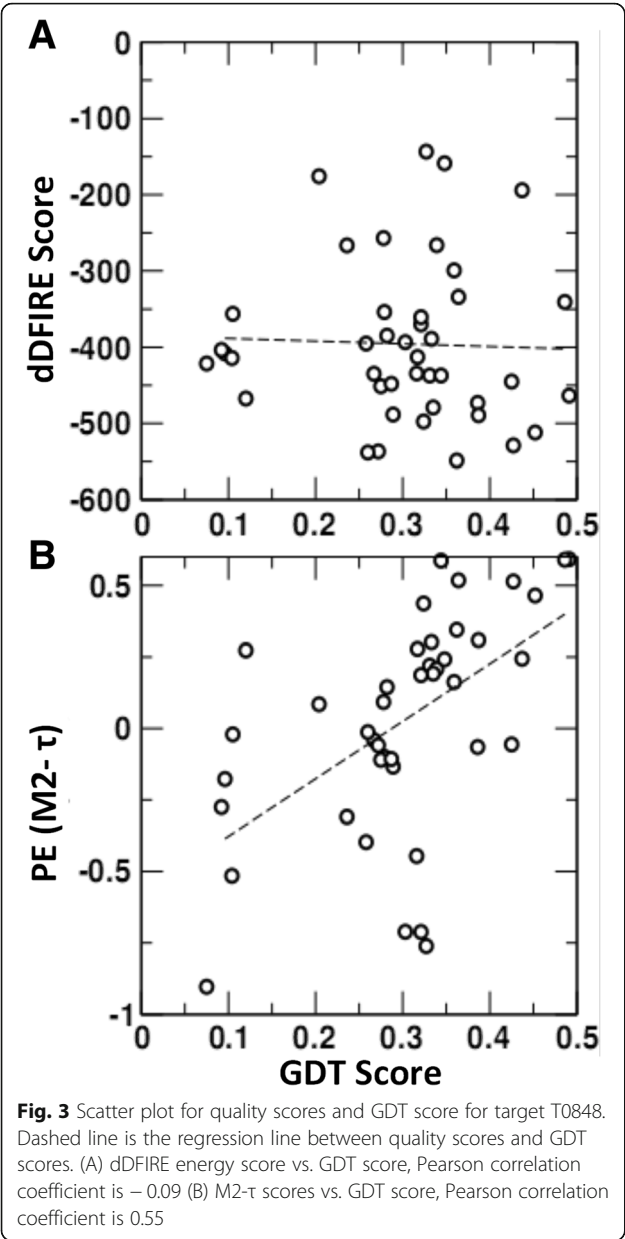 A
0
-100
-200
-300
-400
-500
-600
dDFIRE Score
0 0.1 0.2 0.3 0.4 0.5
B
0.5
0
-0.5
-1
PE (M2- τ)
0 0.1 0.2 0.3 0.4 0.5
GDT Score
Fig. 3 Scatter plot for quality scores and GDT score for target T0848.
Dashed line is the regression line between quality scores and GDT
scores. (A) dDFIRE energy score vs. GDT score, Pearson correlation
coefficient is − 0.09 (B) M2-τ scores vs. GDT score, Pearson correlation
coefficient is 0.55